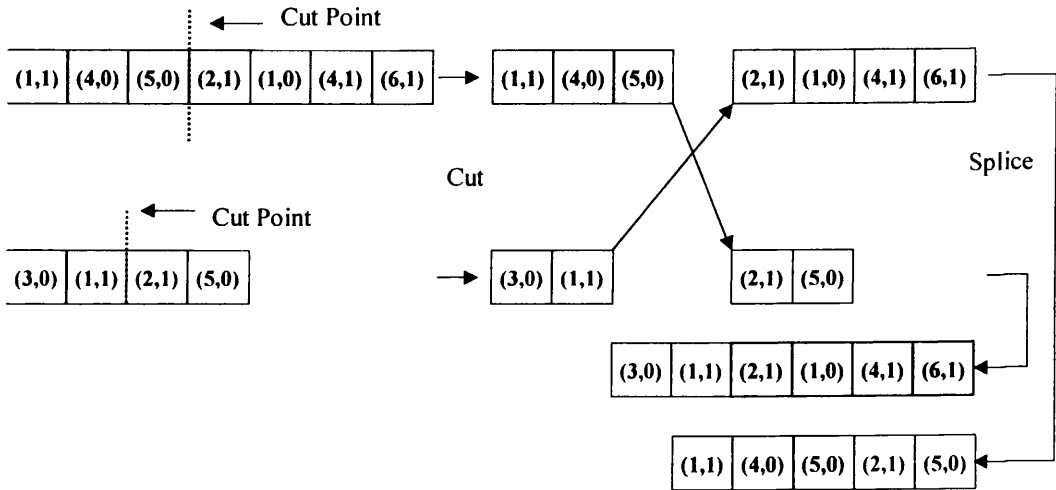 Cut Point
(1,1) (4,0) (5,0) (2,1) (1,0) (4,1) (6,1)
(1,1) (4,0) (5,0)
(2,1) (1,0) (4,1) (6,1)
Cut
Splice
Cut Point
(3,0) (1,1) (2,1) (5,0)
(3,0) (1,1)
(2,1) (5,0)
(3,0) (1,1) (2,1) (1,0) (4,1) (6,1)
(1,1) (4,0) (5,0) (2,1) (5,0)